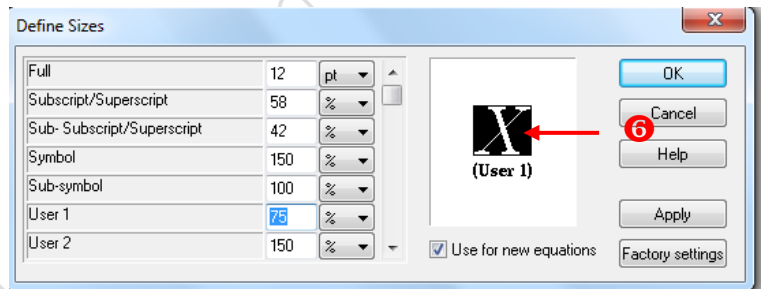 Define Sizes
Full 12 pt
Subscript/Superscript 58 %
Sub- Subscript/Superscript 42 %
Symbol 150 %
Sub-symbol 100 %
User 1 75 %
User 2 150 %
X
(User 1)
6
Use for new equations
OK
Cancel
Help
Apply
Factory settings